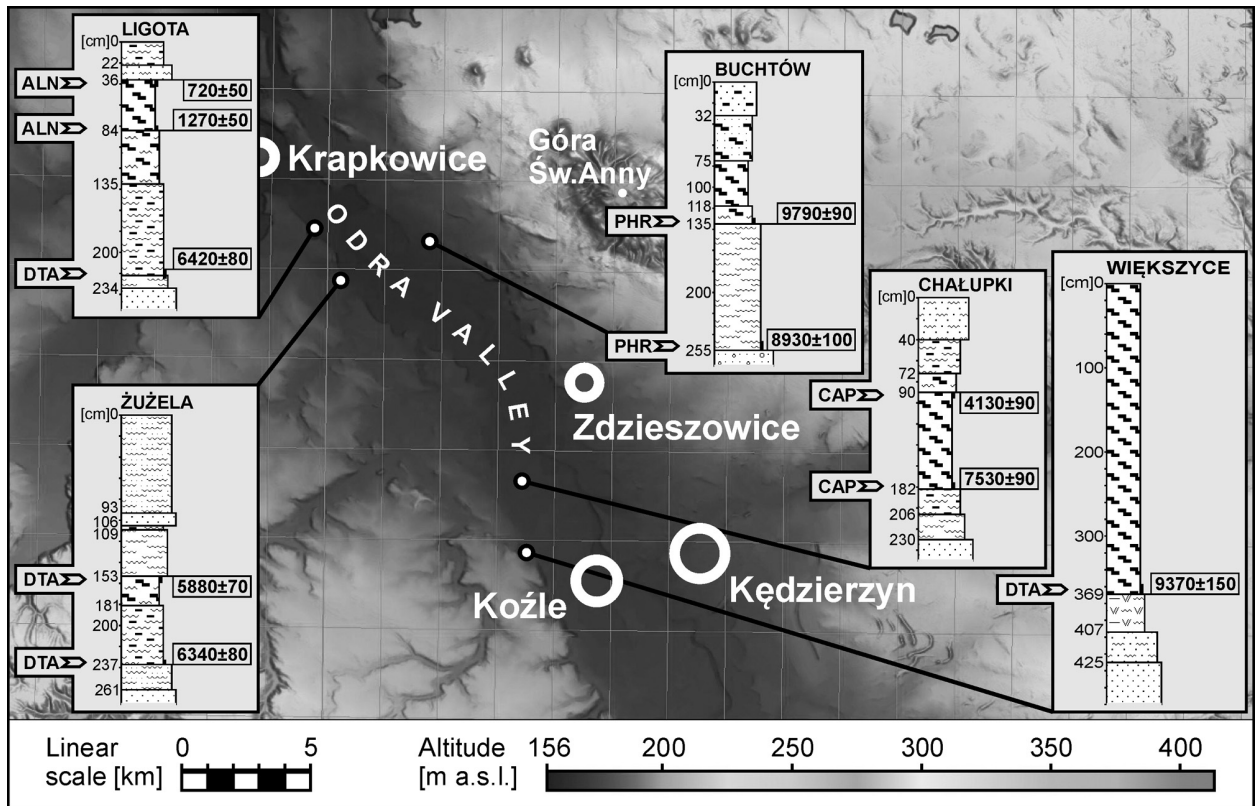 LIGOTA
[cm]0
22
ALN
36
720±50
ALN
1270±50
84
135
200
6420±80
DTA
234
ŻUŻELA
[cm]0
93
106
109
DTA
153
5880±70
181
200
DTA
237
6340±80
261
Krapkowice
Góra
Św.Anny
ODRA VALLEY
Zdzieszowice
Koźle
Kędzierzyn
BUCHTÓW
[cm]0
32
75
100
118
PHR
135
9790±90
200
PHR
255
8930±100
CHAŁUPKI
[cm]0
40
72
CAP
90
4130±90
CAP
182
7530±90
206
230
WIĘKSZYCE
[cm]0
100
200
300
DTA
369
9370±150
407
425
Linear
scale [km]
0 5
Altitude
[m a.s.l.]
156 200 250 300 350 400